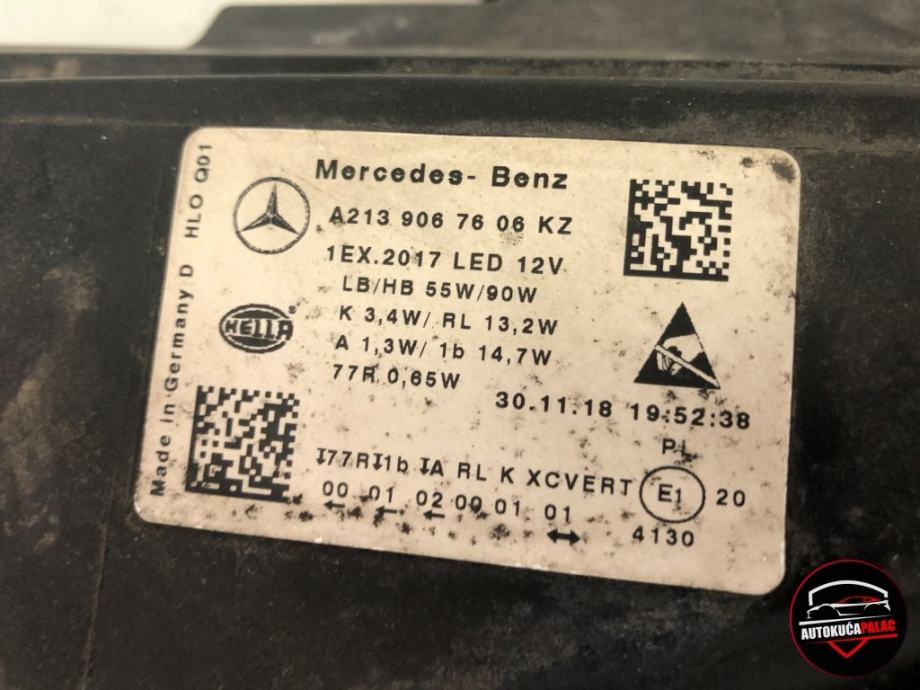 Mercedes- Benz
A213 906 76 06 KZ
1EX.2017 LED 12V
LB/HB 55W/90W
K 3,4W/ RL 13,2W
A 1,3W/ 1b 14,7W
77R 0,65W
30.11.18 19:52:38
PL
77R 1b A RL K XCVERT E1 20
00 01 02 00 01 01
4130
HELLA ®
Made in Germany D HLO Q01
AUTOKUĆA PALAC